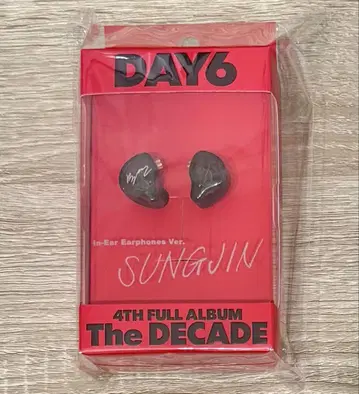 DAY6
In-Ear Earphones Ver.
SUNGJIN
4TH FULL ALBUM
The DECADE